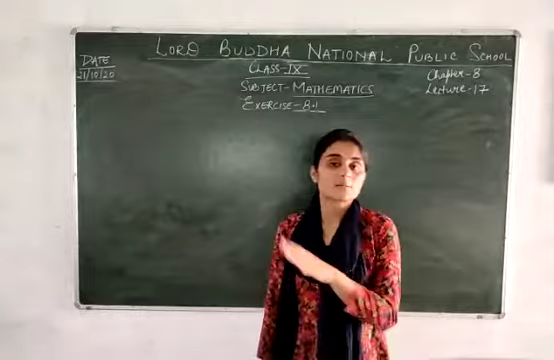 LORD BUDDHA NATIONAL PUBLIC SCHOOL
DATE
21/10/20
CLASS-IX
SUBJECT-MATHEMATICS
EXERCISE-8.1
Chapter-8
Lecture-17